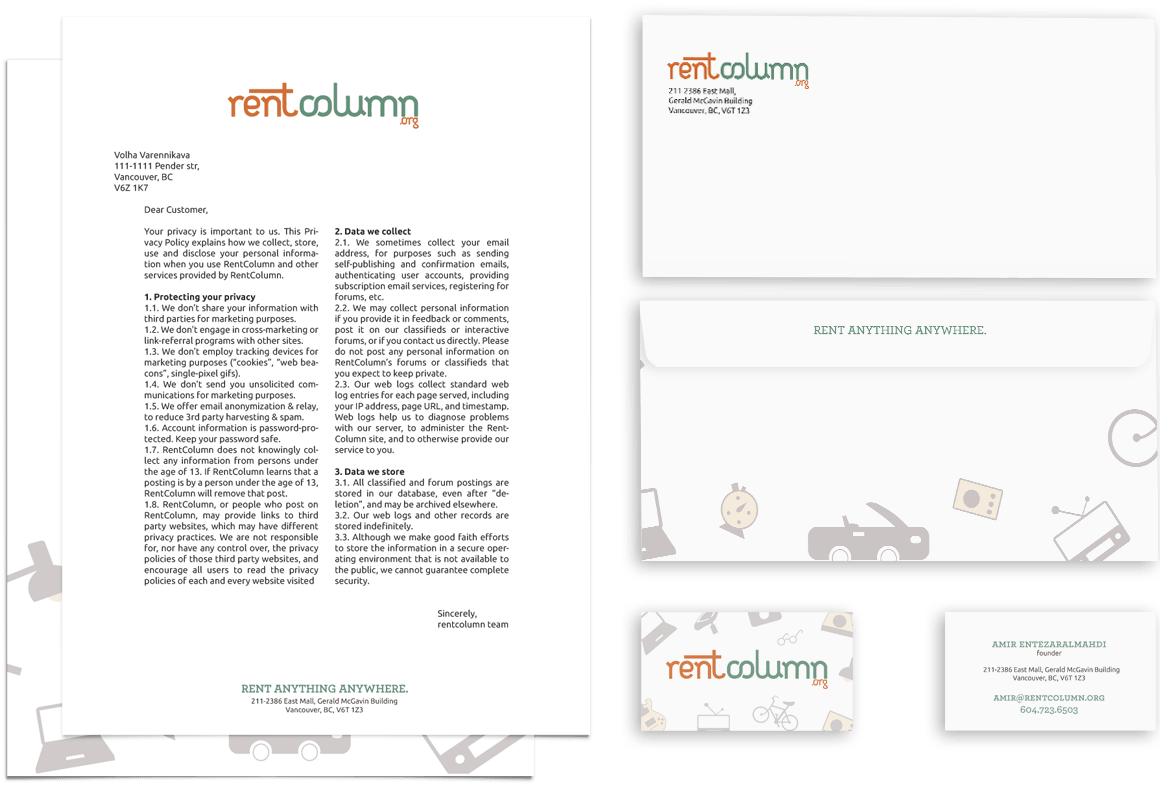 rentcolumn
.org
Volha Varennikava
111-1111 Pender str,
Vancouver, BC
V6Z 1K7
Dear Customer,
Your privacy is important to us. This Pri-
vacy Policy explains how we collect, store,
use and disclose your personal informa-
tion when you use RentColumn and other
services provided by RentColumn.
1. Protecting your privacy
1.1. We don't share your information with
third parties for marketing purposes.
1.2. We don't engage in cross-marketing or
link-referral programs with other sites.
1.3. We don't employ tracking devices for
marketing purposes ("cookies", "web bea-
cons", single-pixel gifs).
1.4. We don't send you unsolicited com-
munications for marketing purposes.
1.5. We offer email anonymization & relay,
to reduce 3rd party harvesting & spam.
1.6. Account information is password-pro-
tected. Keep your password safe.
1.7. RentColumn does not knowingly col-
lect any information from persons under
the age of 13. If RentColumn learns that a
posting is by a person under the age of 13,
RentColumn will remove that post.
1.8. RentColumn, or people who post on
RentColumn, may provide links to third
party websites, which may have different
privacy practices. We are not responsible
for, nor have any control over, the privacy
policies of those third party websites, and
encourage all users to read the privacy
policies of each and every website visited
2. Data we collect
2.1. We sometimes collect your email
address, for purposes such as sending
self-publishing and confirmation emails,
authenticating user accounts, providing
subscription email services, registering for
forums, etc.
2.2. We may collect personal information
if you provide it in feedback or comments,
post it on our classifieds or interactive
forums, or if you contact us directly. Please
do not post any personal information on
RentColumn's forums or classifieds that
you expect to keep private.
2.3. Our web logs collect standard web
log entries for each page served, including
your IP address, page URL, and timestamp.
Web logs help us to diagnose problems
with our server, to administer the Rent-
Column site, and to otherwise provide our
service to you.
3. Data we store
3.1. All classified and forum postings are
stored in our database, even after "de-
letion", and may be archived elsewhere.
3.2. Our web logs and other records are
stored indefinitely.
3.3. Although we make good faith efforts
to store the information in a secure oper-
ating environment that is not available to
the public, we cannot guarantee complete
security.
Sincerely,
rentcolumn team
RENT ANYTHING ANYWHERE.
211-2386 East Mall, Gerald McGavin Building
Vancouver, BC, V6T 1Z3
rentcolumn
.org
211 2386 East Mall,
Gerald McGavin Building
Vancouver, BC, V6T 1Z3
RENT ANYTHING ANYWHERE.
rentcolumn
.org
AMIR ENTEZARALMAHDI
founder
211-2386 East Mall, Gerald McGavin Building
Vancouver, BC, V6T 1Z3
AMIR@RENTCOLUMN.ORG
604.723.6503